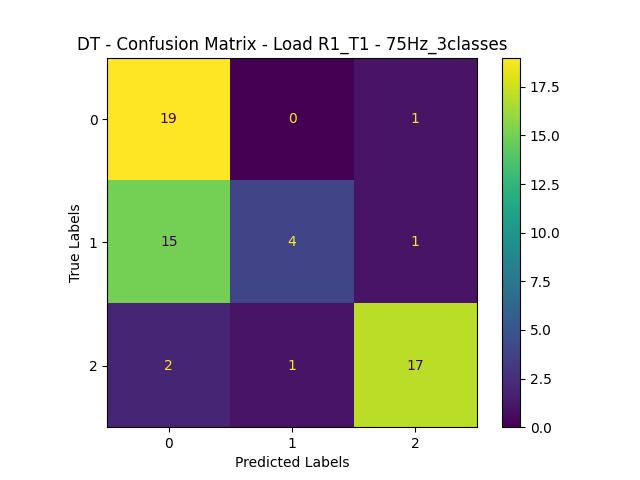 DT - Confusion Matrix - Load R1_T1 - 75Hz_3classes
True Labels
0
1
2
19 0 1
15 4 1
2 1 17
0 1 2
Predicted Labels
17.5
15.0
12.5
10.0
7.5
5.0
2.5
0.0